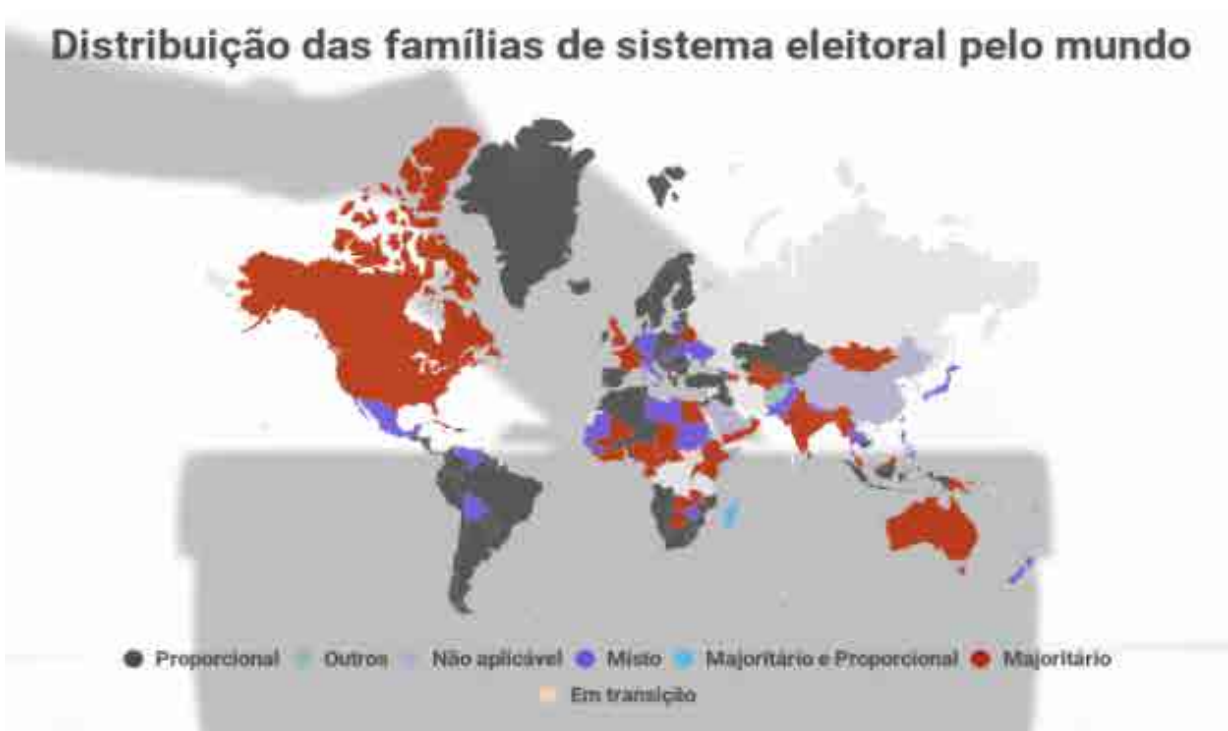 Distribuição das famílias de sistema eleitoral pelo mundo
Proporcional Outros Não aplicável Misto Majoritário e Proporcional Majoritário
Em transição